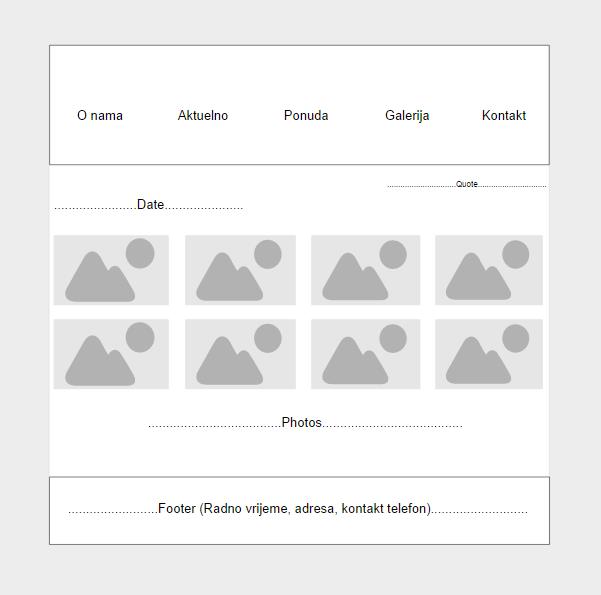 O nama Aktuelno Ponuda Galerija Kontakt
..............................Quote..............................
.......................Date......................
.....................................Photos.......................................
.........................Footer (Radno vrijeme, adresa, kontakt telefon)...........................